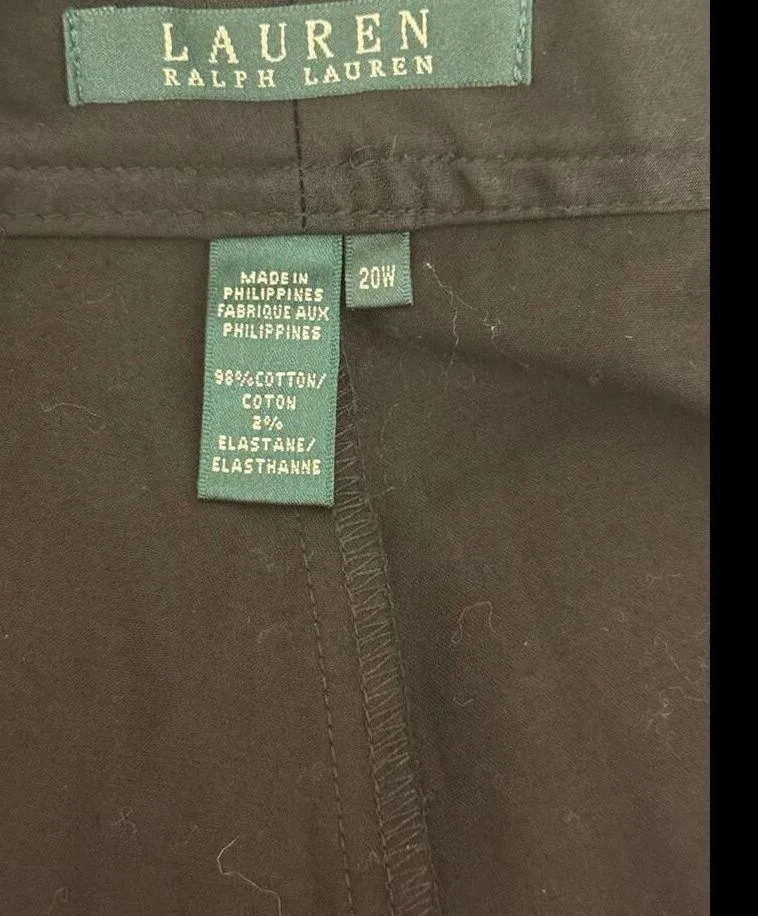 LAUREN
RALPH LAUREN
MADE IN
PHILIPPINES
FABRIQUE AUX
PHILIPPINES
98% COTTON/
COTON
2%
ELASTANE/
ELASTHANNE
20W